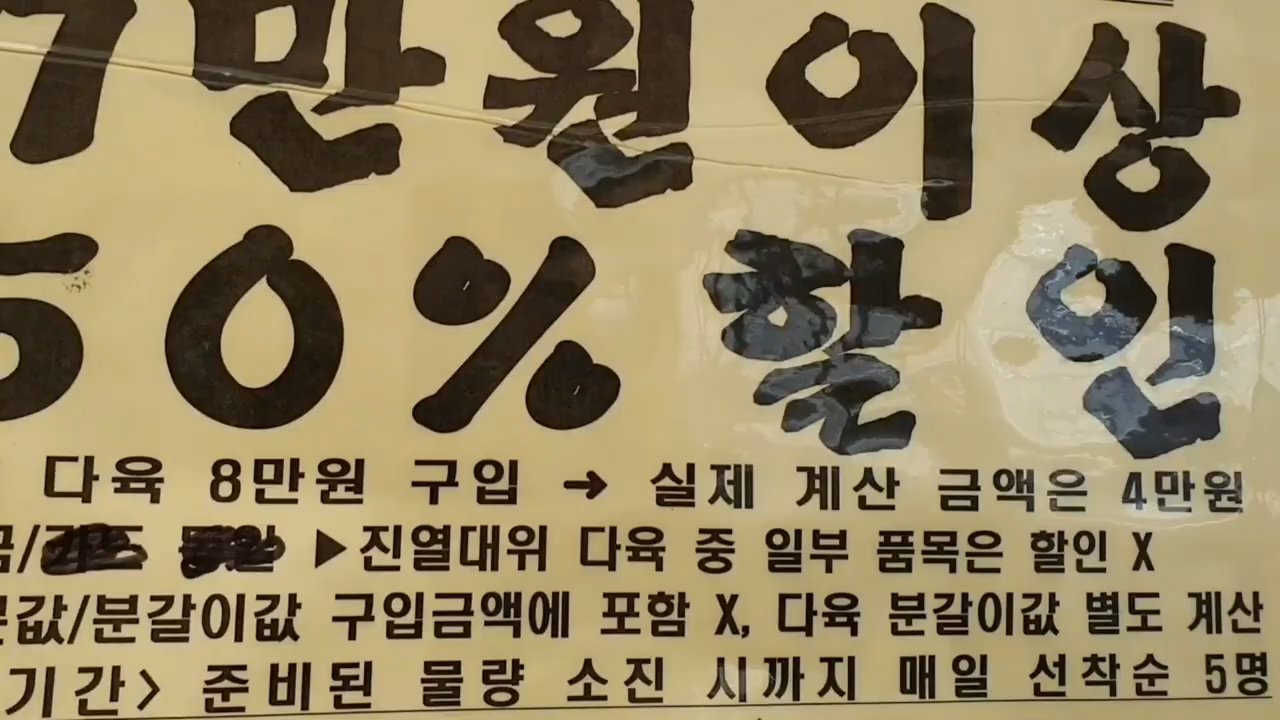 7만원 이상
50% 할인
다육 8만원 구입 → 실제 계산 금액은 4만원
금/ ▶진열대위 다육 중 일부 품목은 할인 X
값/분갈이값 구입금액에 포함 X, 다육 분갈이값 별도 계산
기간> 준비된 물량 소진 시까지 매일 선착순 5명